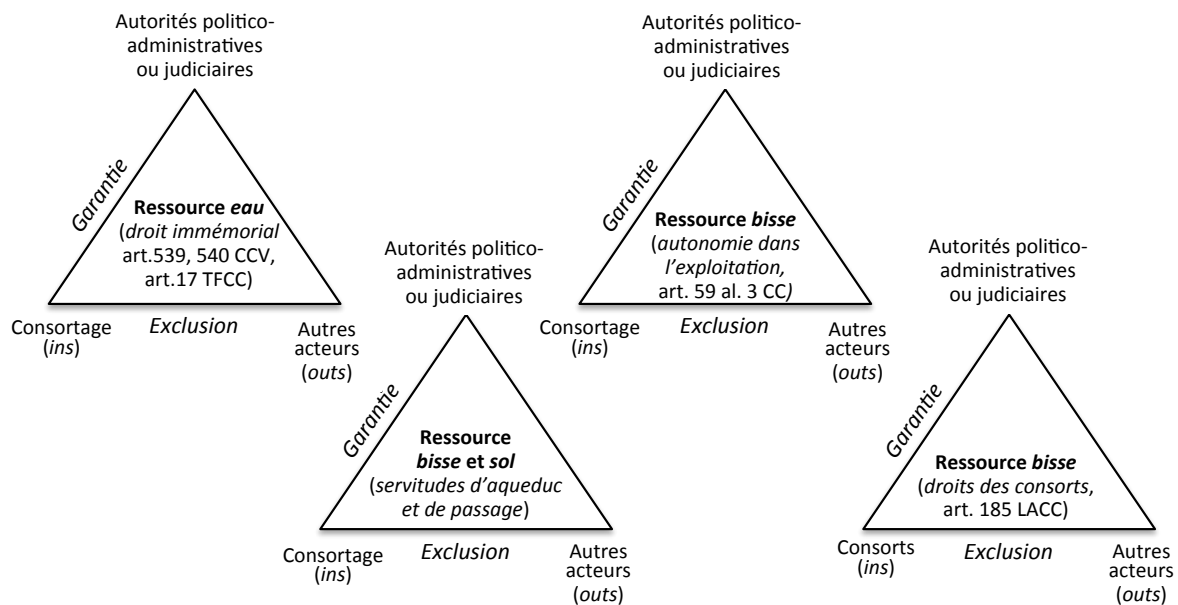 Autorités politico-
administratives
ou judiciaires
Garantie
Ressource eau
(droit immémorial
art.539, 540 CCV,
art.17 TFCC)
Consortage
(ins)
Exclusion
Autres
acteurs
(outs)
Autorités politico-
administratives
ou judiciaires
Garantie
Ressource
bisse et sol
(servitudes d'aqueduc
et de passage)
Consortage
(ins)
Exclusion
Autres
acteurs
(outs)
Autorités politico-
administratives
ou judiciaires
Garantie
Ressource bisse
(autonomie dans
l'exploitation,
art. 59 al. 3 CC)
Consortage
(ins)
Exclusion
Autres
acteurs
(outs)
Autorités politico-
administratives
ou judiciaires
Garantie
Ressource bisse
(droits des consorts,
art. 185 LACC)
Consorts
(ins)
Exclusion
Autres
acteurs
(outs)